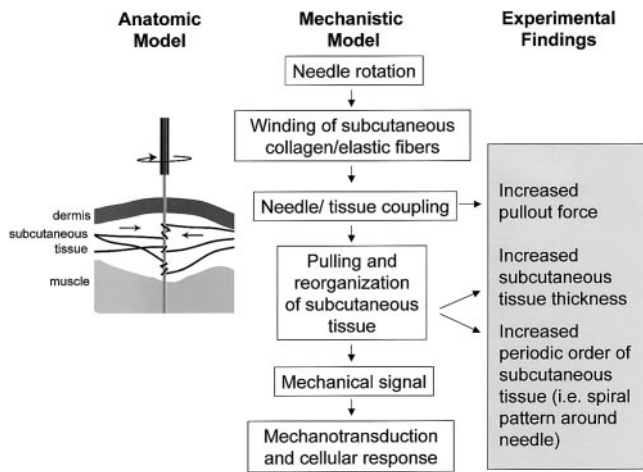 Anatomic
Model
Mechanistic
Model
Experimental
Findings
Needle rotation
Winding of subcutaneous
collagen/elastic fibers
Needle/ tissue coupling
Pulling and
reorganization
of subcutaneous
tissue
Mechanical signal
Mechanotransduction
and cellular response
dermis
subcutaneous
tissue
muscle
Increased
pullout force
Increased
subcutaneous
tissue thickness
Increased
periodic order of
subcutaneous
tissue (i.e. spiral
pattern around
needle)